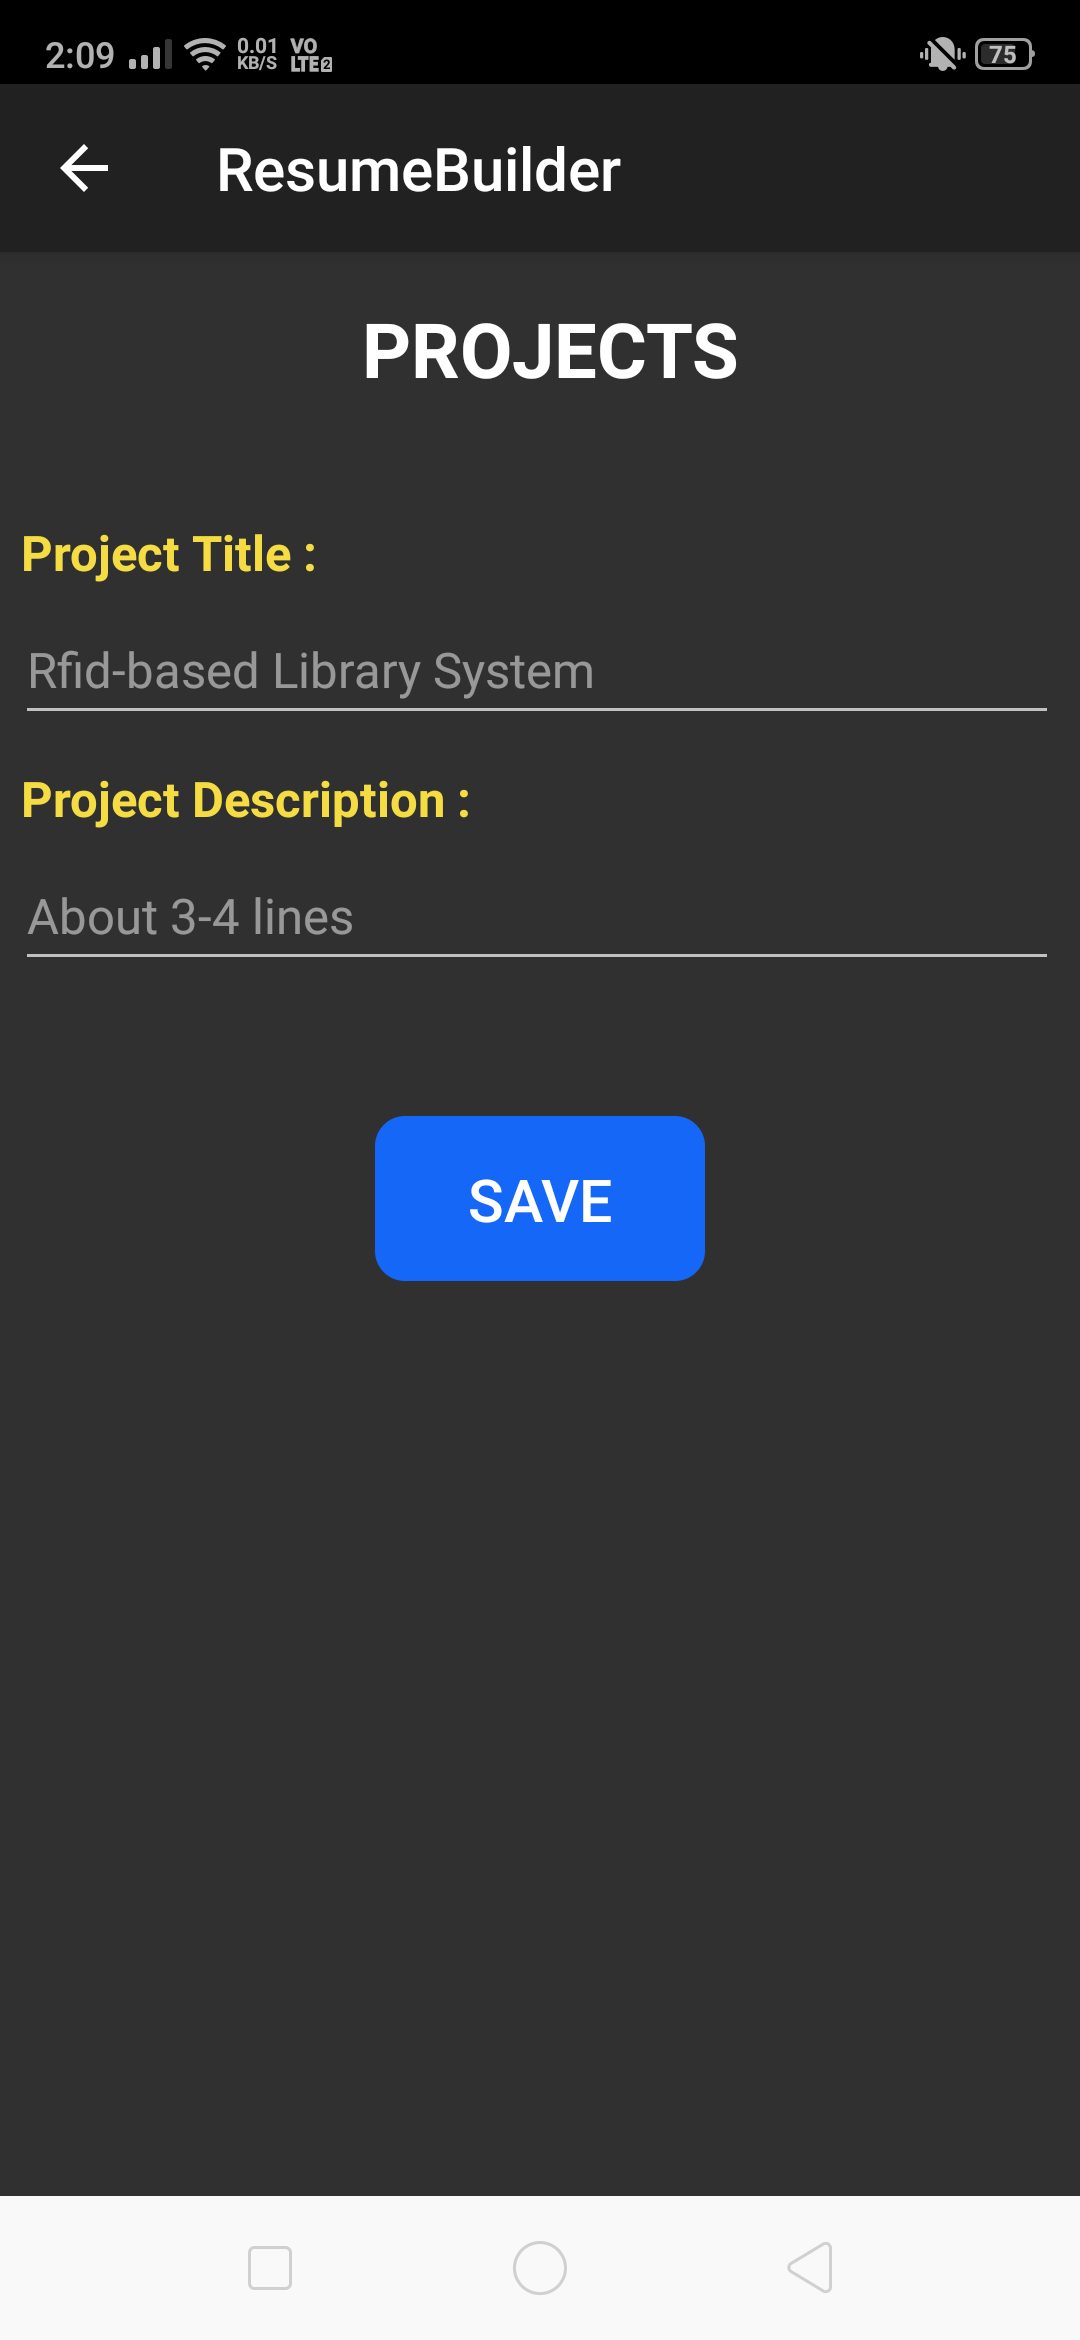 2:09 0.01 KB/S VO LTE 2 75
ResumeBuilder
PROJECTS
Project Title :
Rfid-based Library System
Project Description :
About 3-4 lines
SAVE